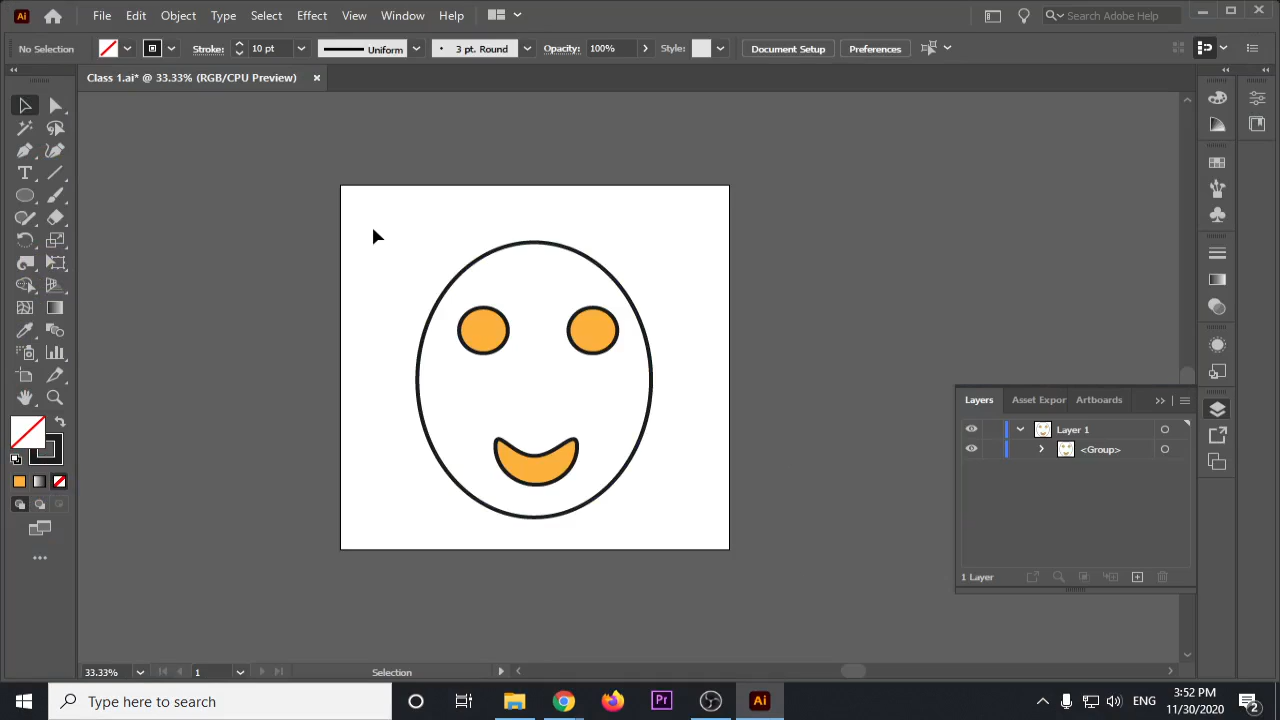 Ai File Edit Object Type Select Effect View Window Help Search Adobe Help
No Selection Stroke: 10 pt Uniform 3 pt. Round Opacity: 100% Style: Document Setup Preferences
Class 1.ai* @ 33.33% (RGB/CPU Preview)
Layers Asset Expor Artboards
Layer 1
<Group>
1 Layer
33.33% 1 Selection
Type here to search Pr Ai ENG 3:52 PM
11/30/2020 2